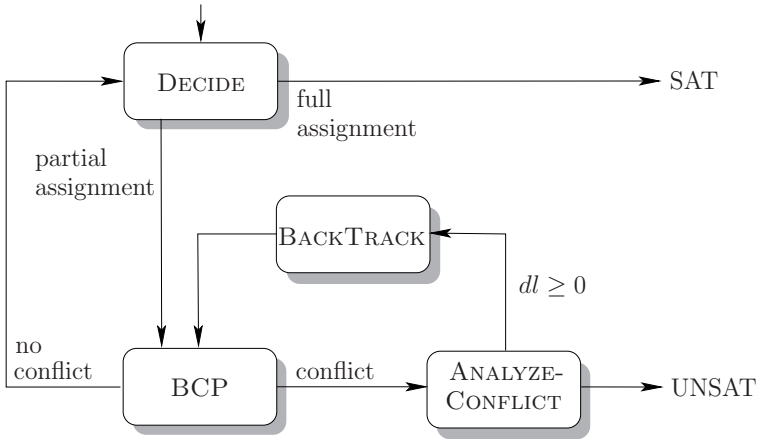 DECIDE
SAT
full
assignment
partial
assignment
BACKTRACK
dl ≥ 0
no
conflict
BCP
conflict
ANALYZE-
CONFLICT
UNSAT